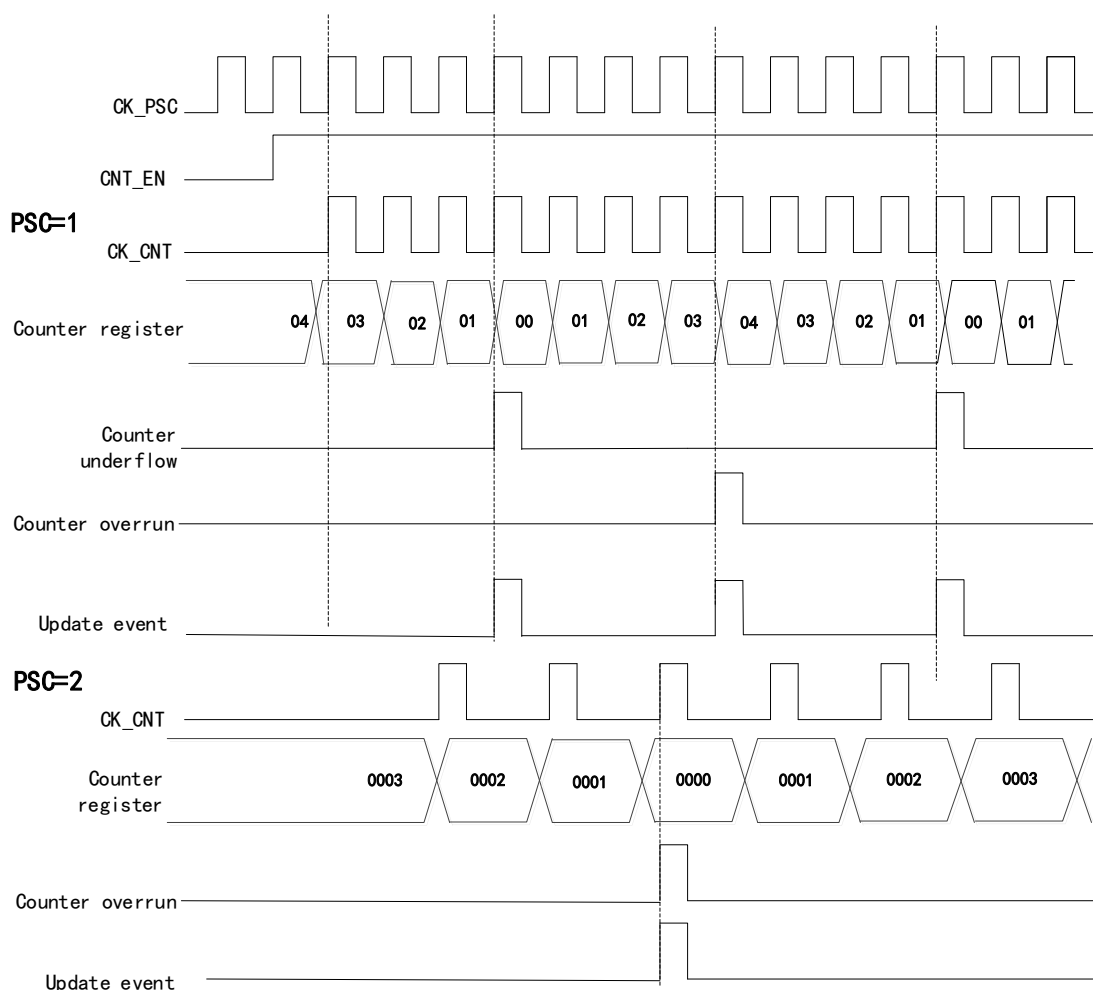 CK_PSC
CNT_EN
PSC=1
CK_CNT
Counter register 04 03 02 01 00 01 02 03 04 03 02 01 00 01
Counter
underflow
Counter overrun
Update event
PSC=2
CK_CNT
Counter
register
0003 0002 0001 0000 0001 0002 0003
Counter overrun
Update event